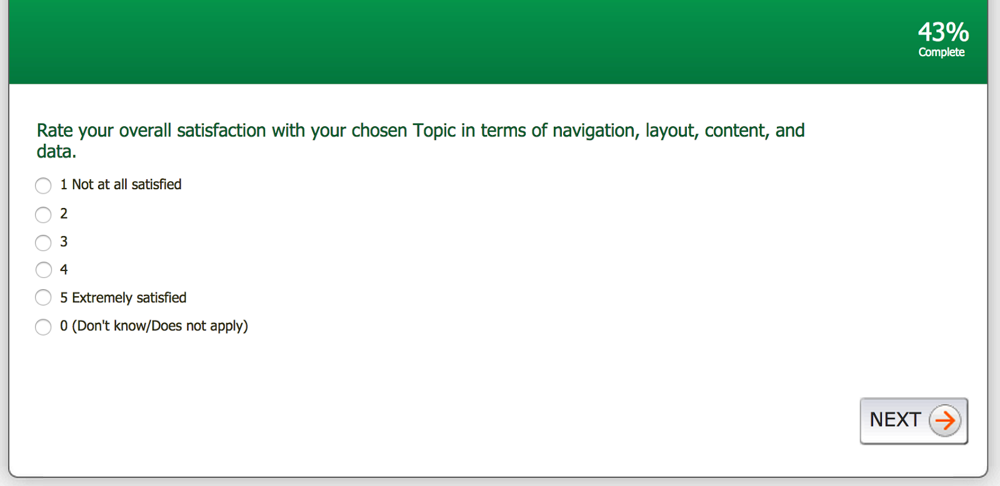 43%
Complete
Rate your overall satisfaction with your chosen Topic in terms of navigation, layout, content, and
data.
1 Not at all satisfied
2
3
4
5 Extremely satisfied
0 (Don't know/Does not apply)
NEXT